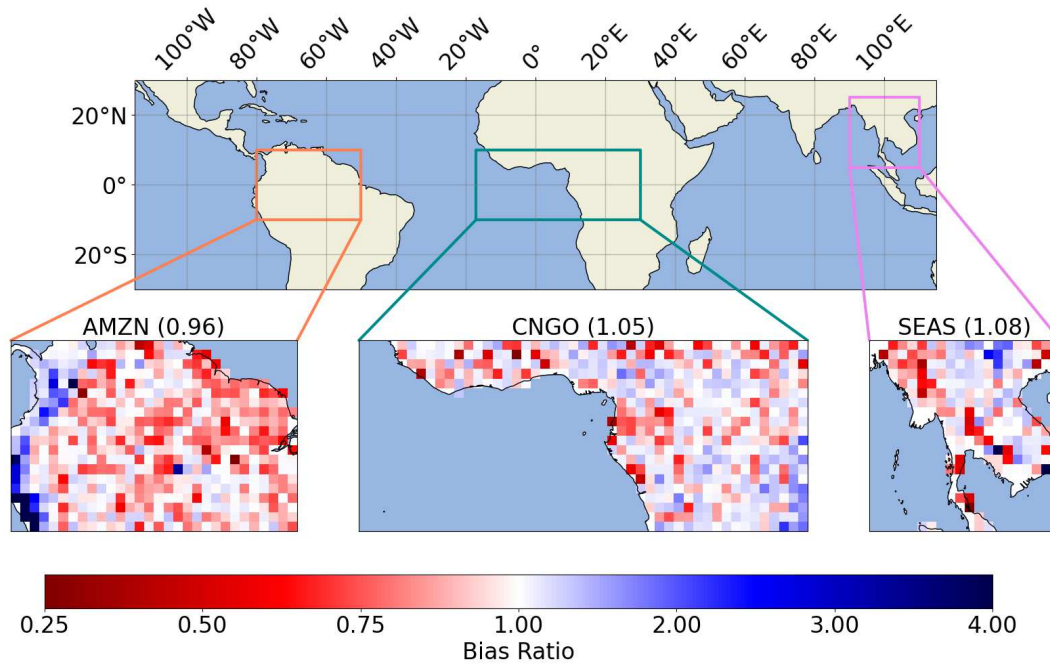 100°W 80°W 60°W 40°W 20°W 0° 20°E 40°E 60°E 80°E 100°E
20°N
0°
20°S
AMZN (0.96) CNGO (1.05) SEAS (1.08)
0.25 0.50 0.75 1.00 2.00 3.00 4.00
Bias Ratio